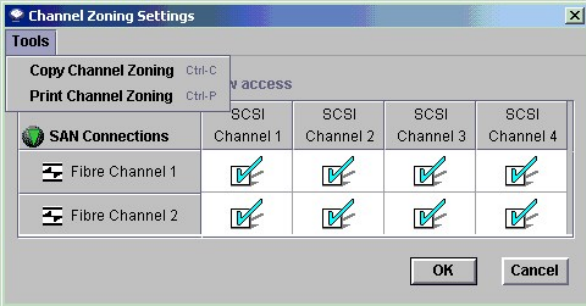 Channel Zoning Settings
Tools
Copy Channel Zoning Ctrl-C
Print Channel Zoning Ctrl-P
access
SAN Connections
SCSI Channel 1
SCSI Channel 2
SCSI Channel 3
SCSI Channel 4
Fibre Channel 1
Fibre Channel 2
OK
Cancel